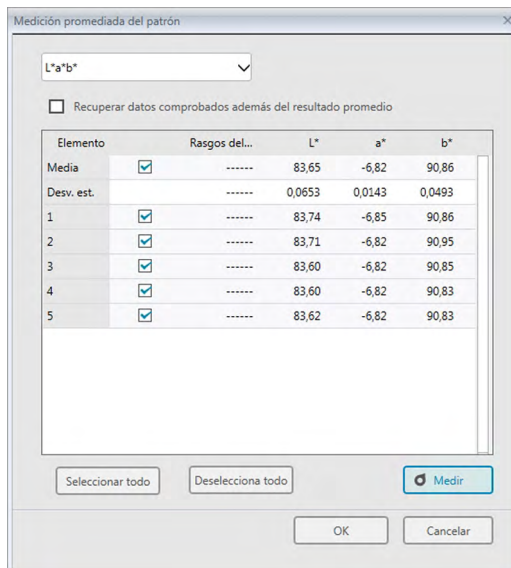 Medición promediada del patrón
L*a*b*
Recuperar datos comprobados además del resultado promedio
Elemento Rasgos del... L* a* b*
Media ------ 83,65 -6,82 90,86
Desv. est. ------ 0,0653 0,0143 0,0493
1 ------ 83,74 -6,85 90,86
2 ------ 83,71 -6,82 90,95
3 ------ 83,60 -6,82 90,85
4 ------ 83,60 -6,82 90,83
5 ------ 83,62 -6,82 90,83
Seleccionar todo Deselecciona todo Medir
OK Cancelar